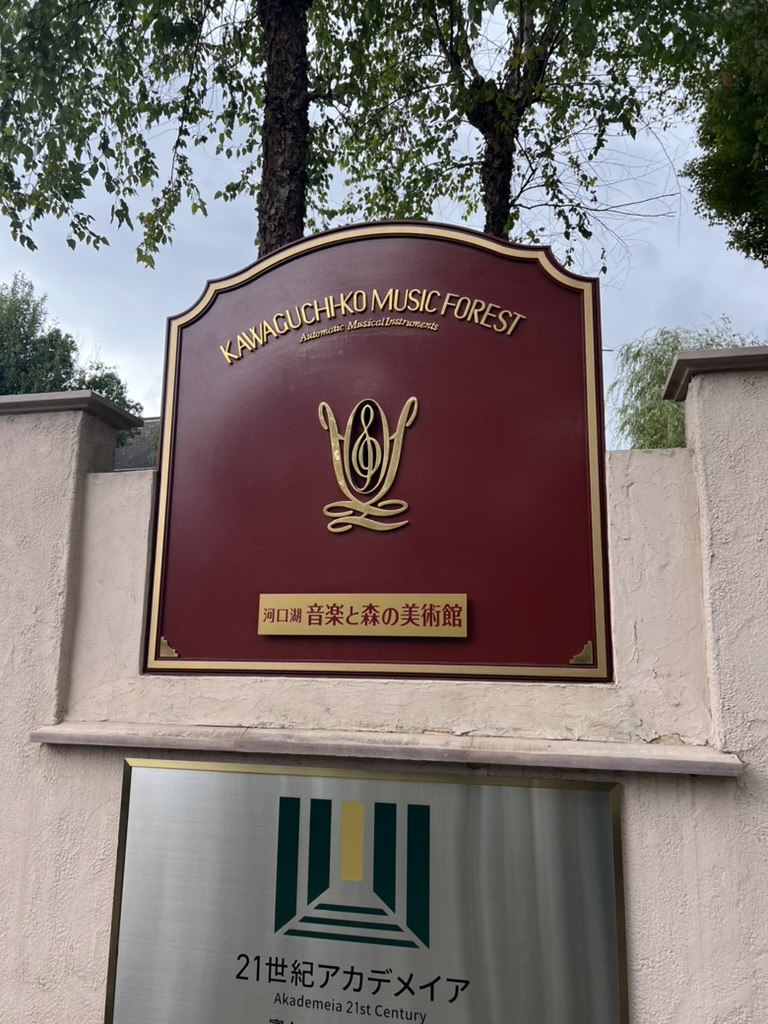 KAWAGUCHI-KO MUSIC FOREST
Automatic Musical Instruments
河口湖 音楽と森の美術館
21世紀アカデメイア
Akademeia 21st Century